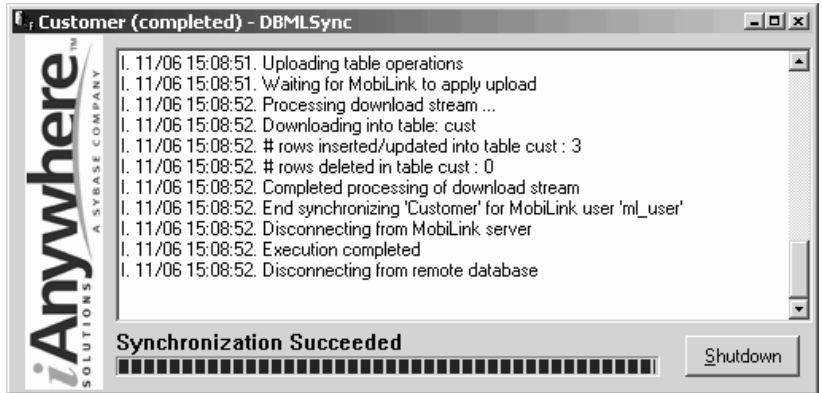 Customer (completed) - DBMLSync
iAnywhere™
SOLUTIONS
A SYBASE COMPANY
I. 11/06 15:08:51. Uploading table operations
I. 11/06 15:08:51. Waiting for MobiLink to apply upload
I. 11/06 15:08:52. Processing download stream ...
I. 11/06 15:08:52. Downloading into table: cust
I. 11/06 15:08:52. # rows inserted/updated into table cust : 3
I. 11/06 15:08:52. # rows deleted in table cust : 0
I. 11/06 15:08:52. Completed processing of download stream
I. 11/06 15:08:52. End synchronizing 'Customer' for MobiLink user 'ml_user'
I. 11/06 15:08:52. Disconnecting from MobiLink server
I. 11/06 15:08:52. Execution completed
I. 11/06 15:08:52. Disconnecting from remote database
Synchronization Succeeded
Shutdown